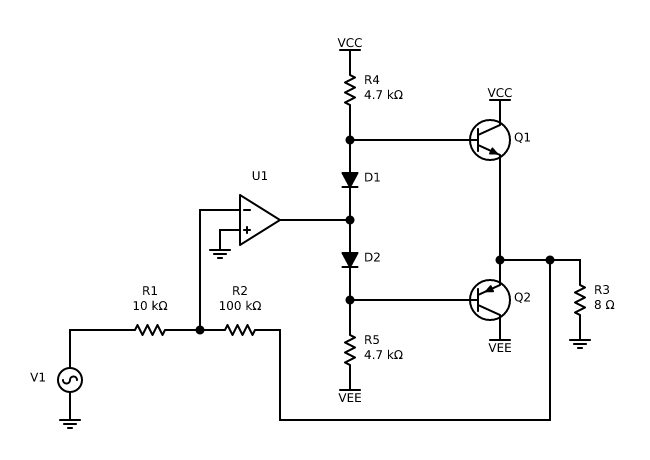 VCC
R4
4.7 kΩ
VCC
Q1
D1
U1
−
+
D2
R1
10 kΩ
R2
100 kΩ
Q2
R3
8 Ω
R5
4.7 kΩ
VEE
V1
VEE